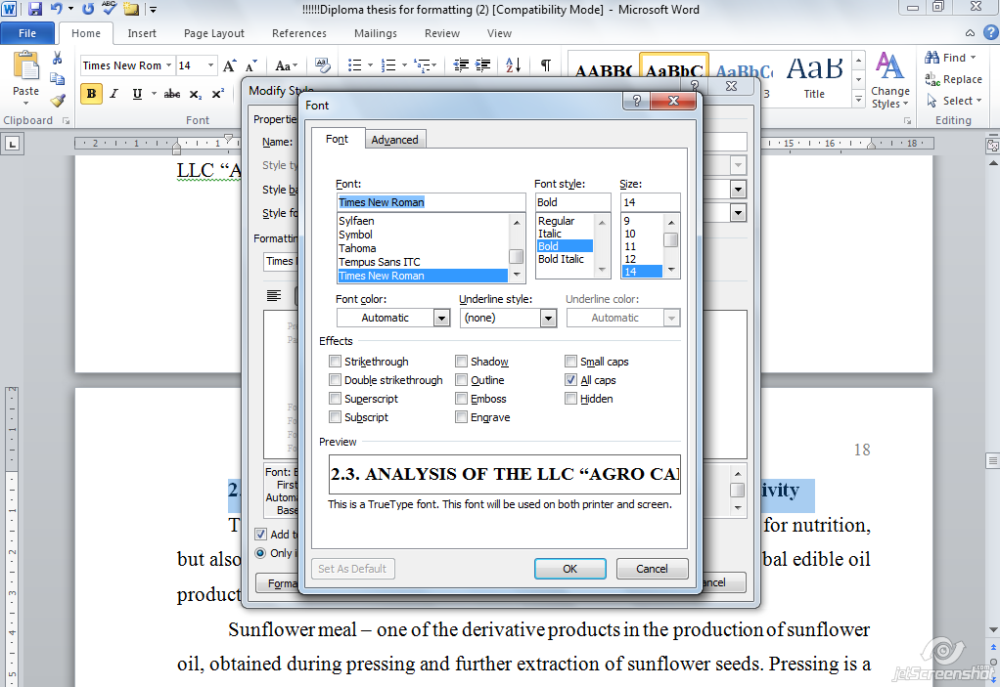 !!!!!!Diploma thesis for formatting (2) [Compatibility Mode] - Microsoft Word
File Home Insert Page Layout References Mailings Review View
Times New Rom 14 Aa
Paste
B I U abc x₂ x²
AABBC AaBbC AaBbC AaB
3 Title
Change Styles
Find
Replace
Select
Clipboard Font Editing
2 1 1 15 16 18
LLC “A
Modify Style
Properties
Name:
Style ty
Style ba
Style fo
Formatting
Times
Font
Font Advanced
Font: Font style: Size:
Times New Roman Bold 14
Sylfaen Regular 9
Symbol Italic 10
Tahoma Bold 11
Tempus Sans ITC Bold Italic 12
Times New Roman 14
Font color: Underline style: Underline color:
Automatic (none) Automatic
Effects
Strikethrough Shadow Small caps
Double strikethrough Outline All caps
Superscript Emboss Hidden
Subscript Engrave
Preview
2.3. ANALYSIS OF THE LLC “AGRO CA
This is a TrueType font. This font will be used on both printer and screen.
Set As Default OK Cancel
Font: B
First
Automa
Base
Add to
Only i
Forma
ancel
18
2. ivity
T for nutrition,
but also bal edible oil
product
Sunflower meal – one of the derivative products in the production of sunflower
oil, obtained during pressing and further extraction of sunflower seeds. Pressing is a
jetScreenshot.com